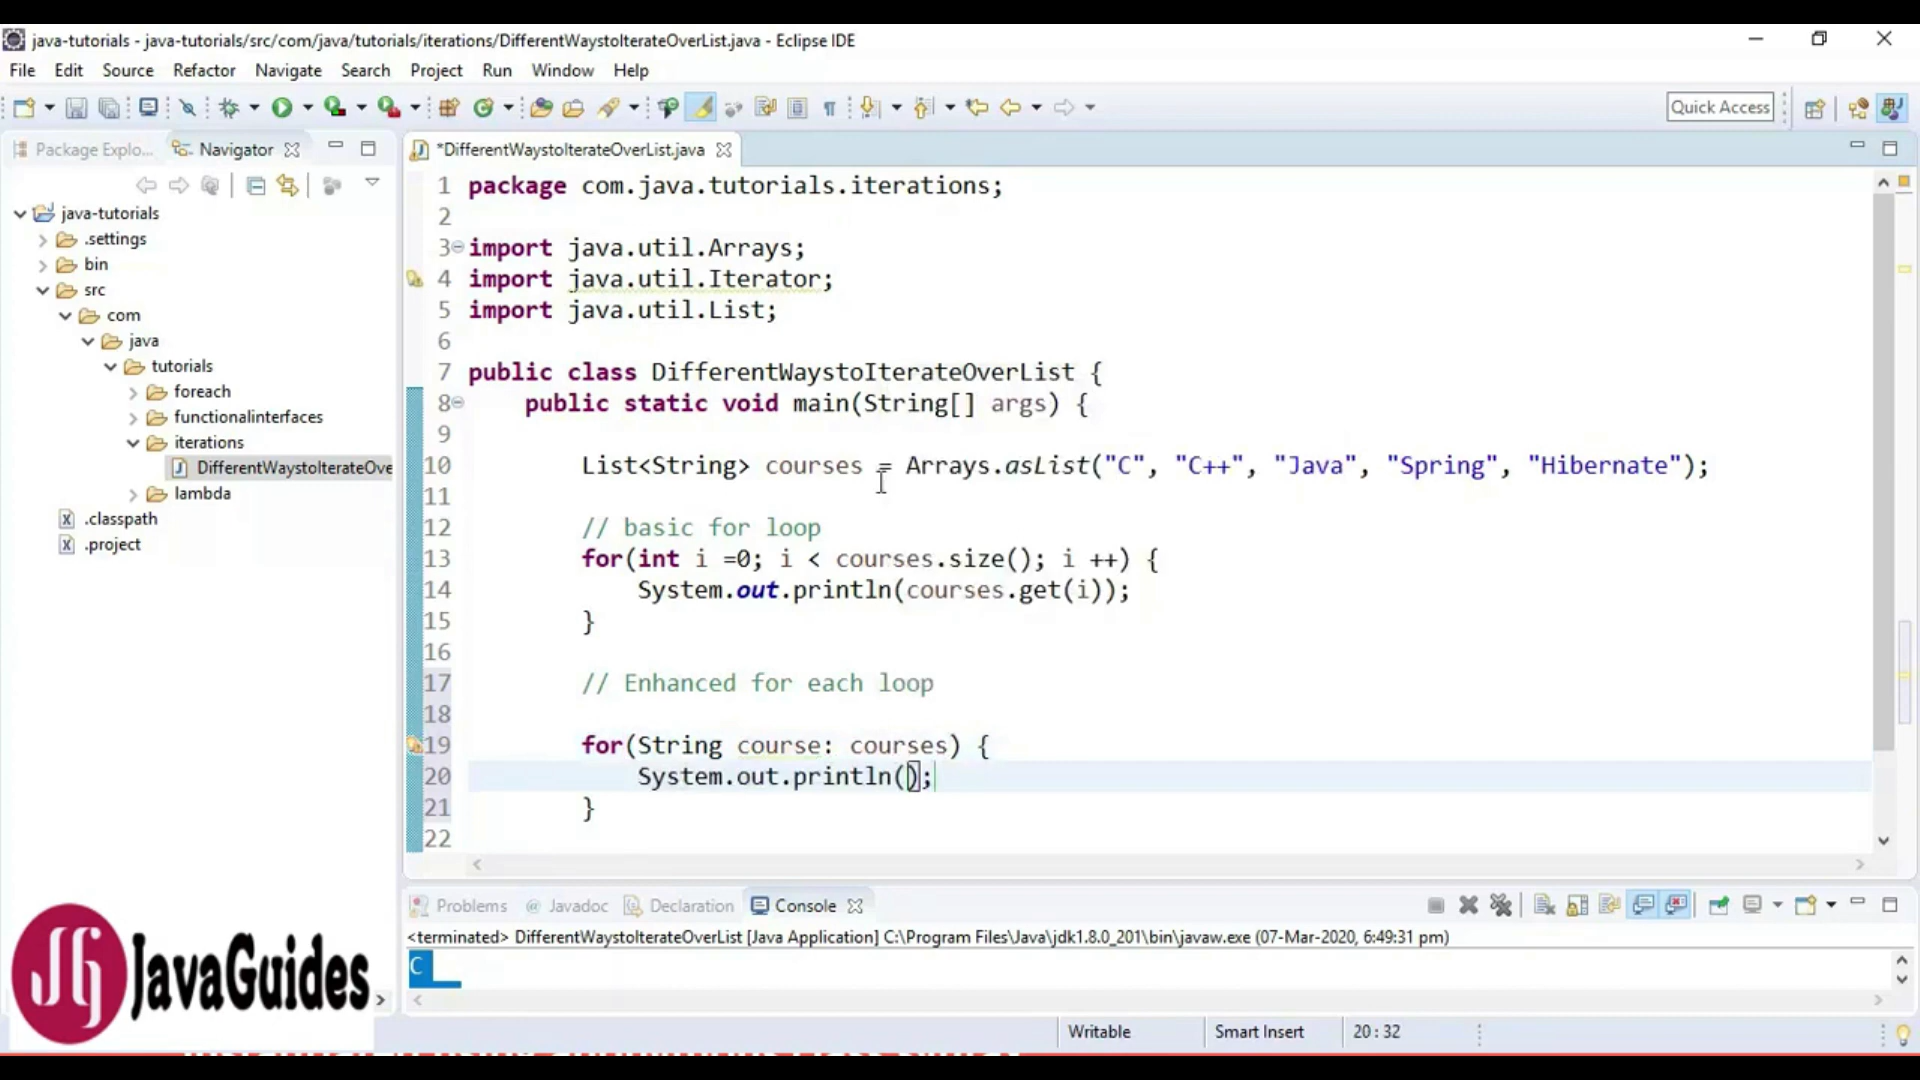 java-tutorials - java-tutorials/src/com/java/tutorials/iterations/DifferentWaystoIterateOverList.java - Eclipse IDE
File Edit Source Refactor Navigate Search Project Run Window Help
Quick Access
Package Explo... Navigator
*DifferentWaystoIterateOverList.java
java-tutorials
.settings
bin
src
com
java
tutorials
foreach
functionalinterfaces
iterations
DifferentWaystoIterateOve
lambda
.classpath
.project
1 package com.java.tutorials.iterations;
2
3 import java.util.Arrays;
4 import java.util.Iterator;
5 import java.util.List;
6
7 public class DifferentWaystoIterateOverList {
8 public static void main(String[] args) {
9
10 List<String> courses = Arrays.asList("C", "C++", "Java", "Spring", "Hibernate");
11
12 // basic for loop
13 for(int i =0; i < courses.size(); i ++) {
14 System.out.println(courses.get(i));
15 }
16
17 // Enhanced for each loop
18
19 for(String course: courses) {
20 System.out.println();
21 }
22
Problems @ Javadoc Declaration Console
<terminated> DifferentWaystoIterateOverList [Java Application] C:\Program Files\Java\jdk1.8.0_201\bin\javaw.exe (07-Mar-2020, 6:49:31 pm)
C
JavaGuides
Writable Smart Insert 20 : 32